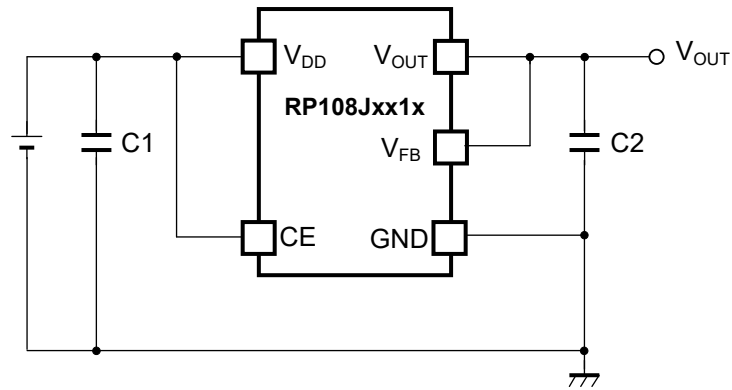 V_DD
V_OUT
V_OUT
RP108Jxx1x
C1
V_FB
C2
CE
GND